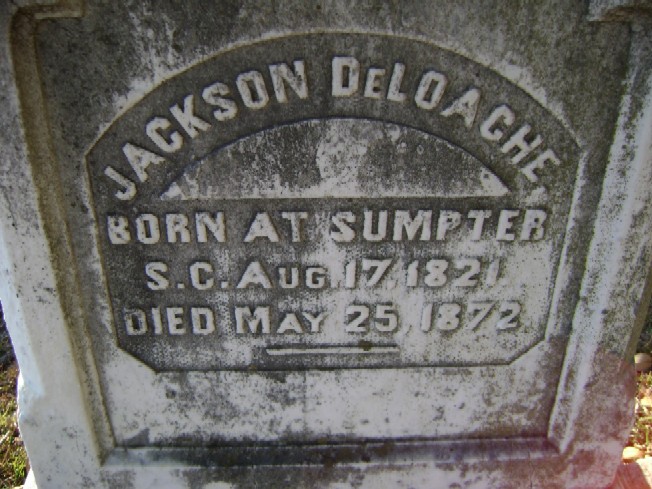 JACKSON DeLOACHE,
BORN AT SUMPTER
S.C. AUG. 17, 1821.
DIED MAY 25, 1872